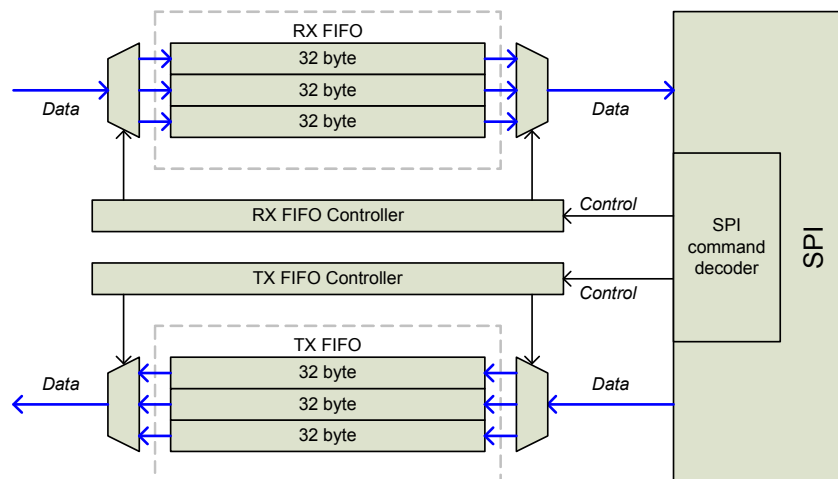 RX FIFO
32 byte
32 byte
32 byte
Data
Data
RX FIFO Controller
Control
SPI
command
decoder
SPI
TX FIFO Controller
Control
TX FIFO
32 byte
32 byte
32 byte
Data
Data